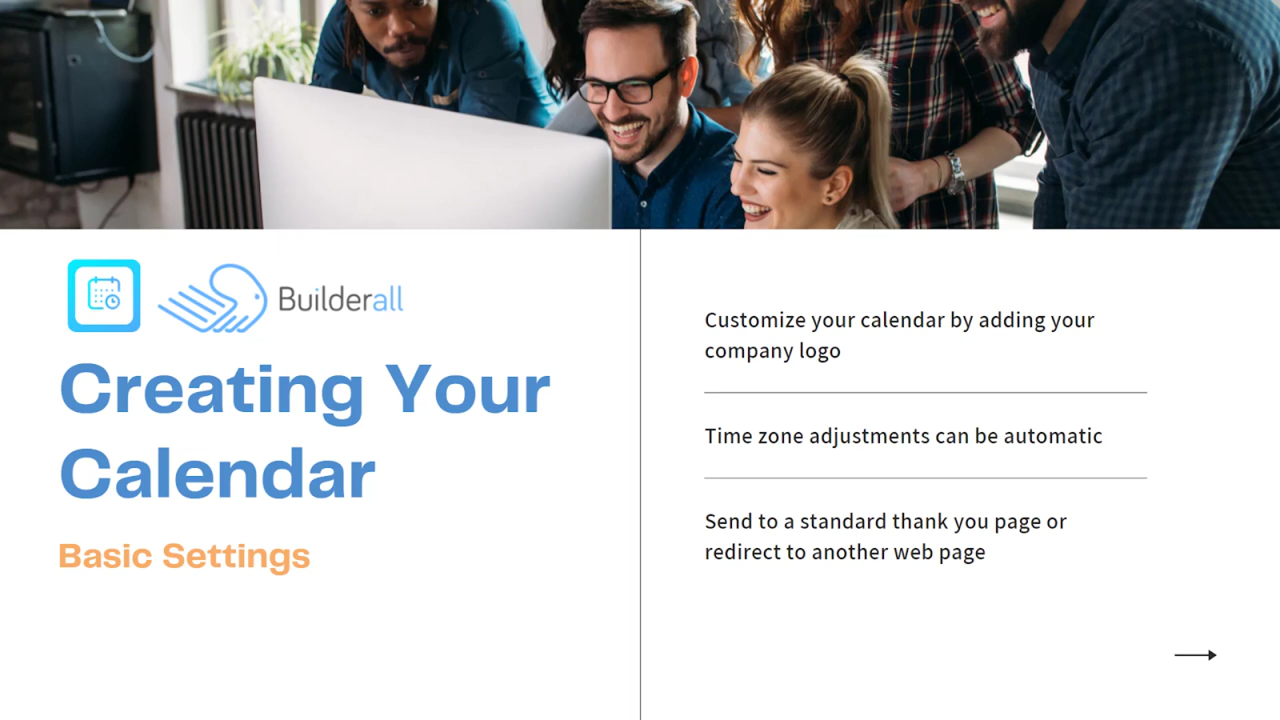 Builderall
Creating Your
Calendar
Basic Settings
Customize your calendar by adding your
company logo
Time zone adjustments can be automatic
Send to a standard thank you page or
redirect to another web page